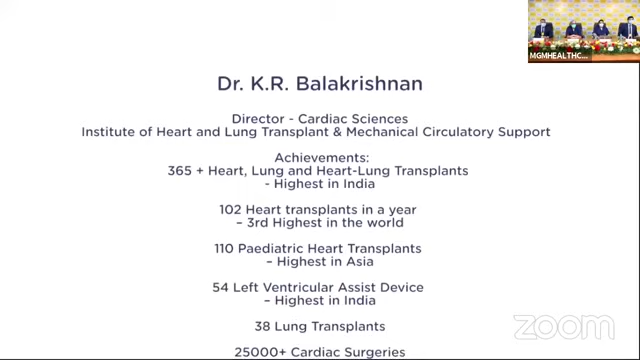 MGMHEALTHC...
Dr. K.R. Balakrishnan
Director - Cardiac Sciences
Institute of Heart and Lung Transplant & Mechanical Circulatory Support
Achievements:
365 + Heart, Lung and Heart-Lung Transplants
- Highest in India
102 Heart transplants in a year
– 3rd Highest in the world
110 Paediatric Heart Transplants
– Highest in Asia
54 Left Ventricular Assist Device
– Highest in India
38 Lung Transplants
25000+ Cardiac Surgeries
zoom